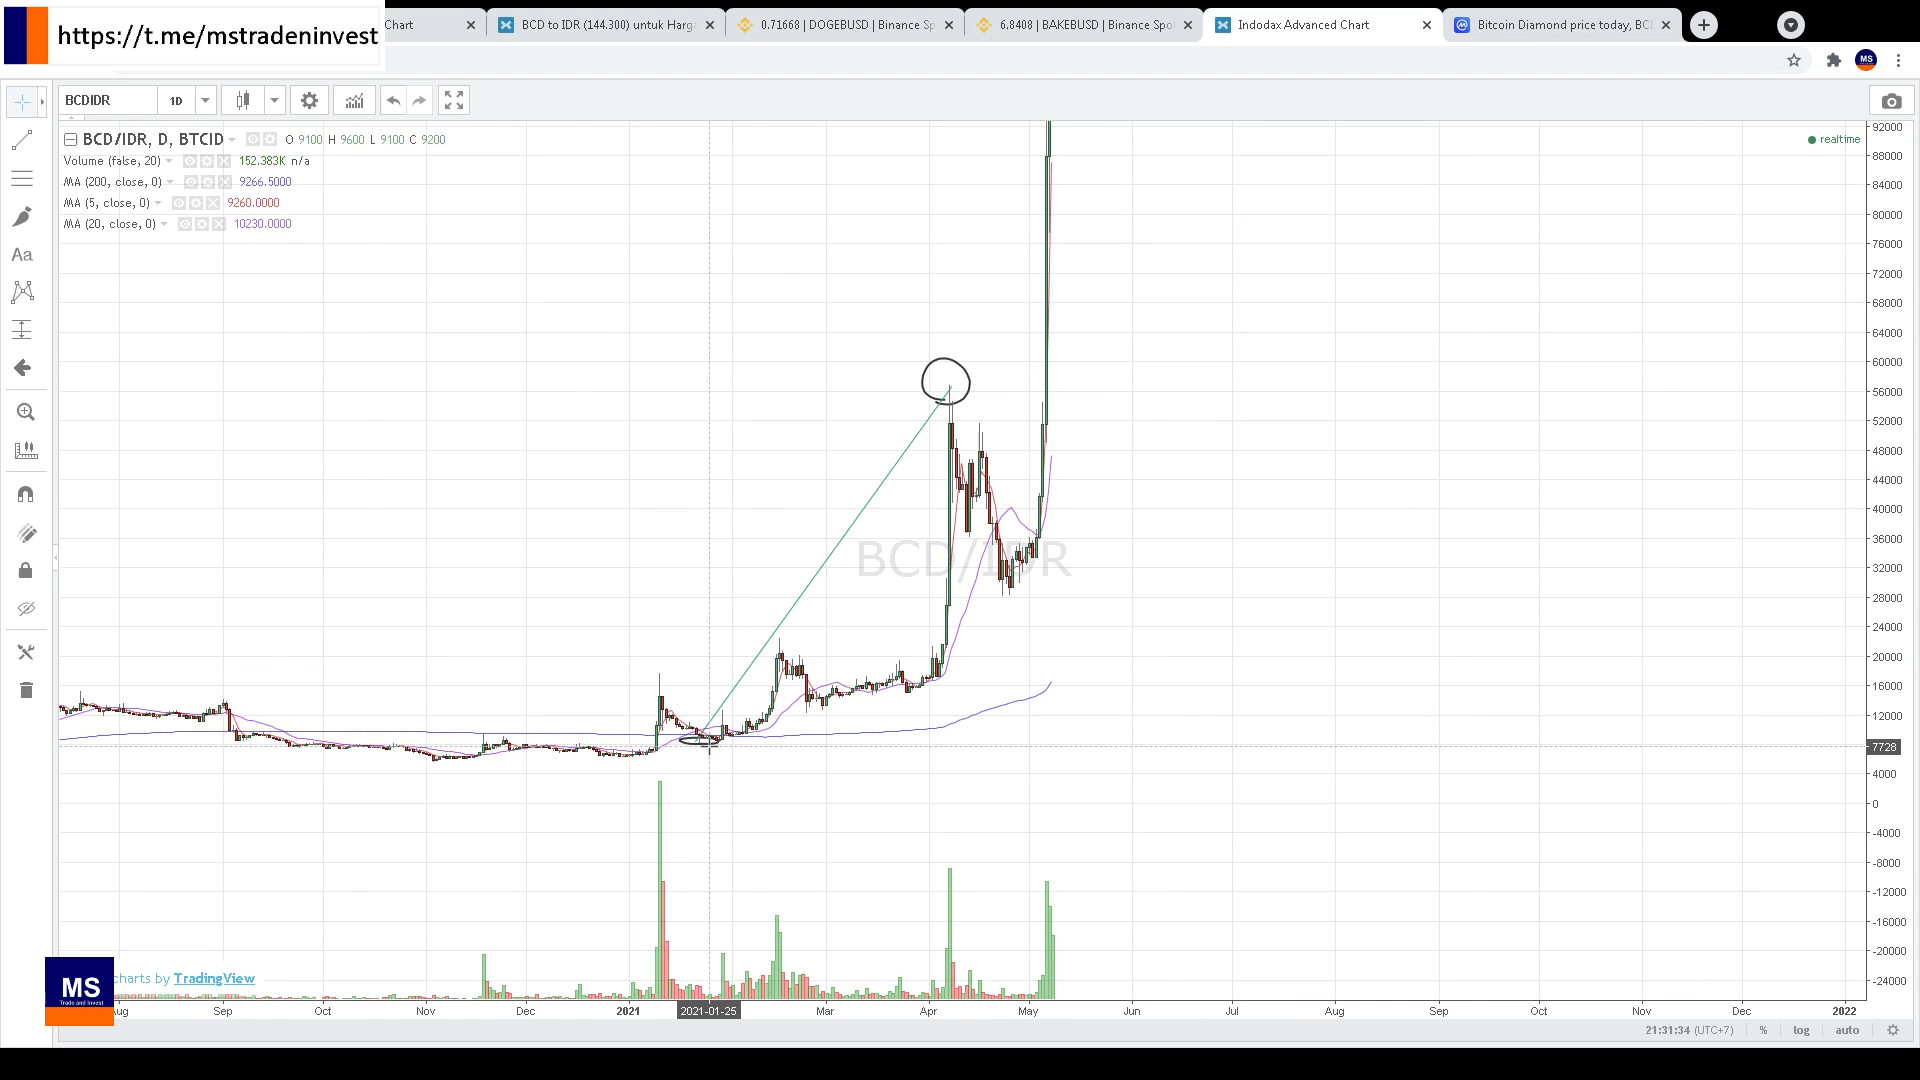 https://t.me/mstradeninvest
Chart
BCD to IDR (144.300) untuk Harg
0.71668 | DOGEBUSD | Binance Sp
6.8408 | BAKEBUSD | Binance Spo
Indodax Advanced Chart
Bitcoin Diamond price today, BC
MS
BCDIDR
1D
BCD/IDR, D, BTCID
O 9100 H 9600 L 9100 C 9200
realtime
Volume (false, 20) 152.383K n/a
MA (200, close, 0) 9266.5000
MA (5, close, 0) 9260.0000
MA (20, close, 0) 10230.0000
Aa
BCD/IDR
92000
88000
84000
80000
76000
72000
68000
64000
60000
56000
52000
48000
44000
40000
36000
32000
28000
24000
20000
16000
12000
7728
4000
0
-4000
-8000
-12000
-16000
-20000
-24000
charts by TradingView
MS
Trade and Invest
Aug Sep Oct Nov Dec 2021 2021-01-25 Mar Apr May Jun Jul Aug Sep Oct Nov Dec 2022
21:31:34 (UTC+7) % log auto